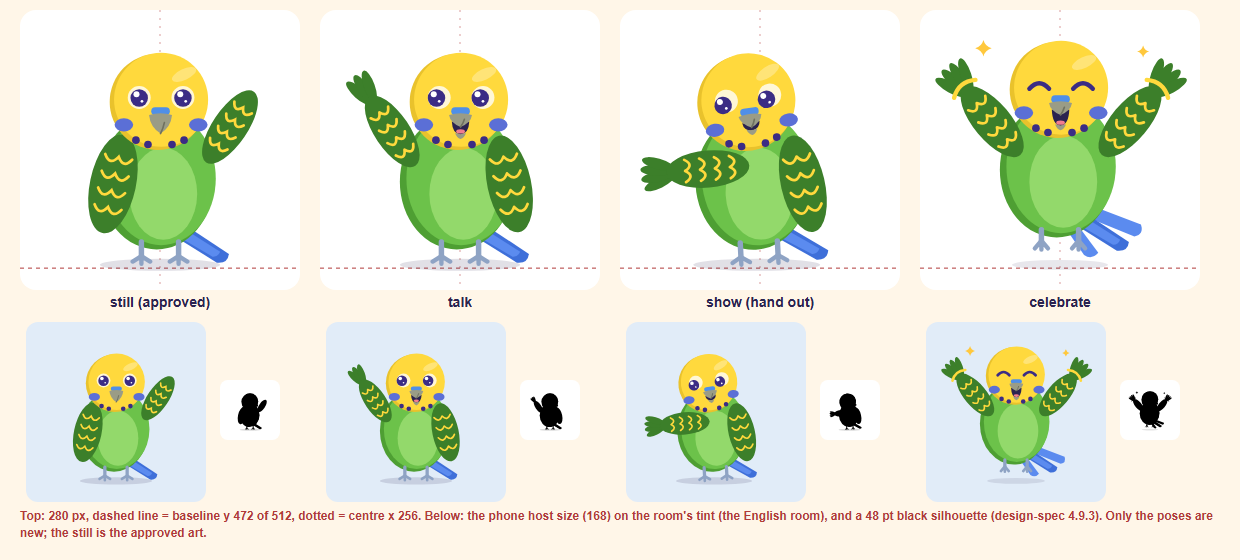 still (approved)
talk
show (hand out)
celebrate
Top: 280 px, dashed line = baseline y 472 of 512, dotted = centre x 256. Below: the phone host size (168) on the room's tint (the English room), and a 48 pt black silhouette (design-spec 4.9.3). Only the poses are
new; the still is the approved art.